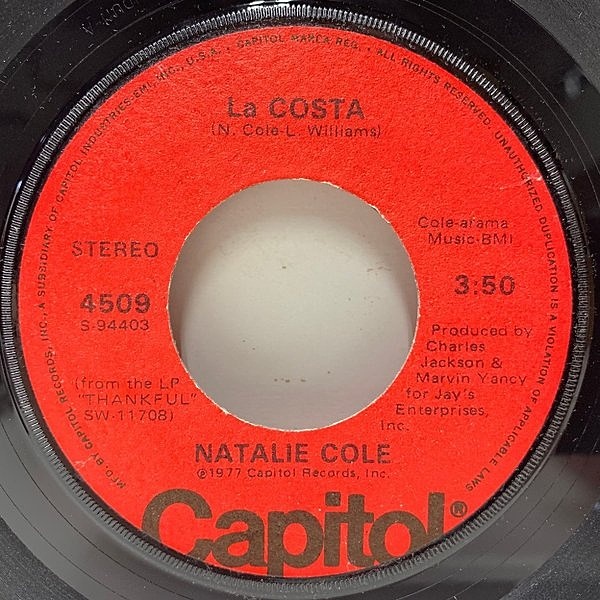 La COSTA
(N. Cole-L. Williams)
STEREO
4509
S-94403
(from the LP
"THANKFUL"
SW-11708)
Cole-arama
Music-BMI
3:50
Produced by
Charles
Jackson &
Marvin Yancy
for Jay's
Enterprises,
Inc.
NATALIE COLE
℗1977 Capitol Records, Inc.
Capitol®
MFD. BY CAPITOL RECORDS, INC., A SUBSIDIARY OF CAPITOL INDUSTRIES-EMI, INC., U.S.A. · CAPITOL MARCA REG. · ALL RIGHTS RESERVED. UNAUTHORIZED DUPLICATION IS A VIOLATION OF APPLICABLE LAWS